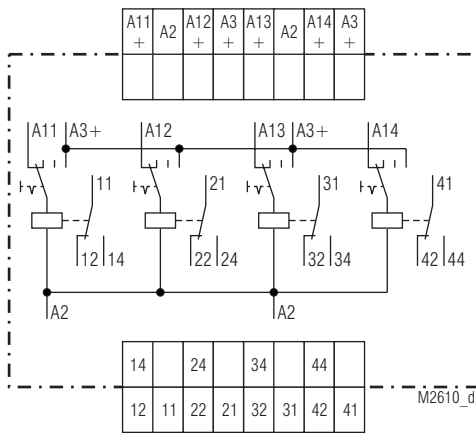 A11 A2 A12 A3 A13 A2 A14 A3
+ + + + + +
A11 A3+ A12 A13 A3+ A14
11 21 31 41
12 14 22 24 32 34 42 44
A2 A2
14 24 34 44
12 11 22 21 32 31 42 41
M2610_d